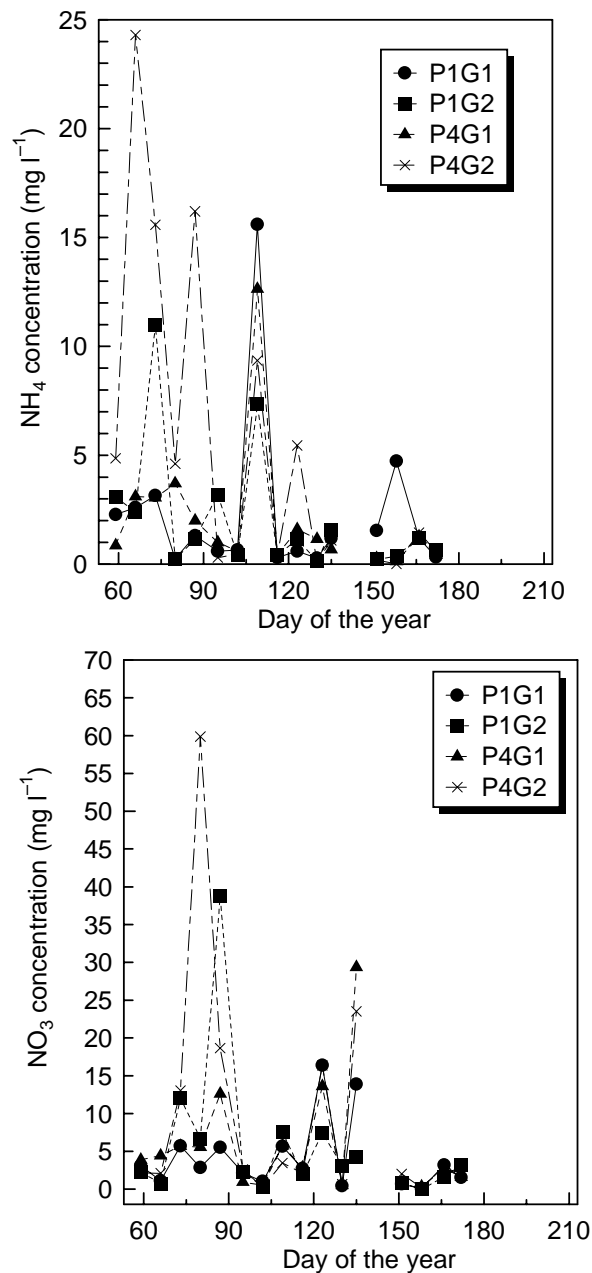 25
20
15
10
5
0
NH₄ concentration (mg l⁻¹)
P1G1
P1G2
P4G1
P4G2
60 90 120 150 180 210
Day of the year
70
65
60
55
50
45
40
35
30
25
20
15
10
5
0
NO₃ concentration (mg l⁻¹)
P1G1
P1G2
P4G1
P4G2
60 90 120 150 180 210
Day of the year